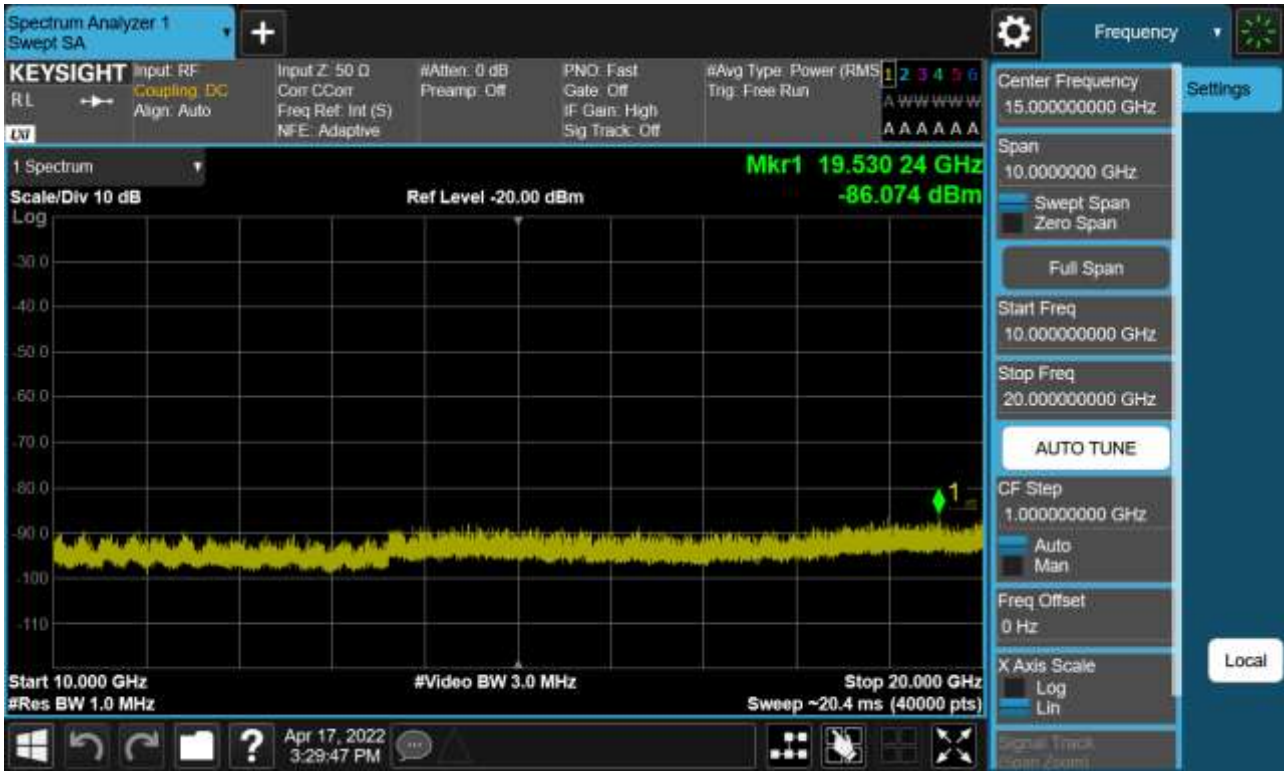 Spectrum Analyzer 1
Swept SA
Frequency
KEYSIGHT
RL
LXI
Input: RF
Coupling: DC
Align: Auto
Input Z: 50 Ω
Corr CCorr
Freq Ref: Int (S)
NFE: Adaptive
#Atten: 0 dB
Preamp: Off
PNO: Fast
Gate: Off
IF Gain: High
Sig Track: Off
#Avg Type: Power (RMS
Trig: Free Run
1 2 3 4 5 6
A W W W W W
A A A A A A
1 Spectrum
Scale/Div 10 dB
Ref Level -20.00 dBm
Mkr1 19.530 24 GHz
-86.074 dBm
Log
-30.0
-40.0
-50.0
-60.0
-70.0
-80.0
-90.0
-100
-110
1
Start 10.000 GHz
#Res BW 1.0 MHz
#Video BW 3.0 MHz
Stop 20.000 GHz
Sweep ~20.4 ms (40000 pts)
Center Frequency
15.000000000 GHz
Span
10.0000000 GHz
Swept Span
Zero Span
Full Span
Start Freq
10.000000000 GHz
Stop Freq
20.000000000 GHz
AUTO TUNE
CF Step
1.000000000 GHz
Auto
Man
Freq Offset
0 Hz
X Axis Scale
Log
Lin
Signal Track
(Span Zoom)
Settings
Local
?
Apr 17, 2022
3:29:47 PM